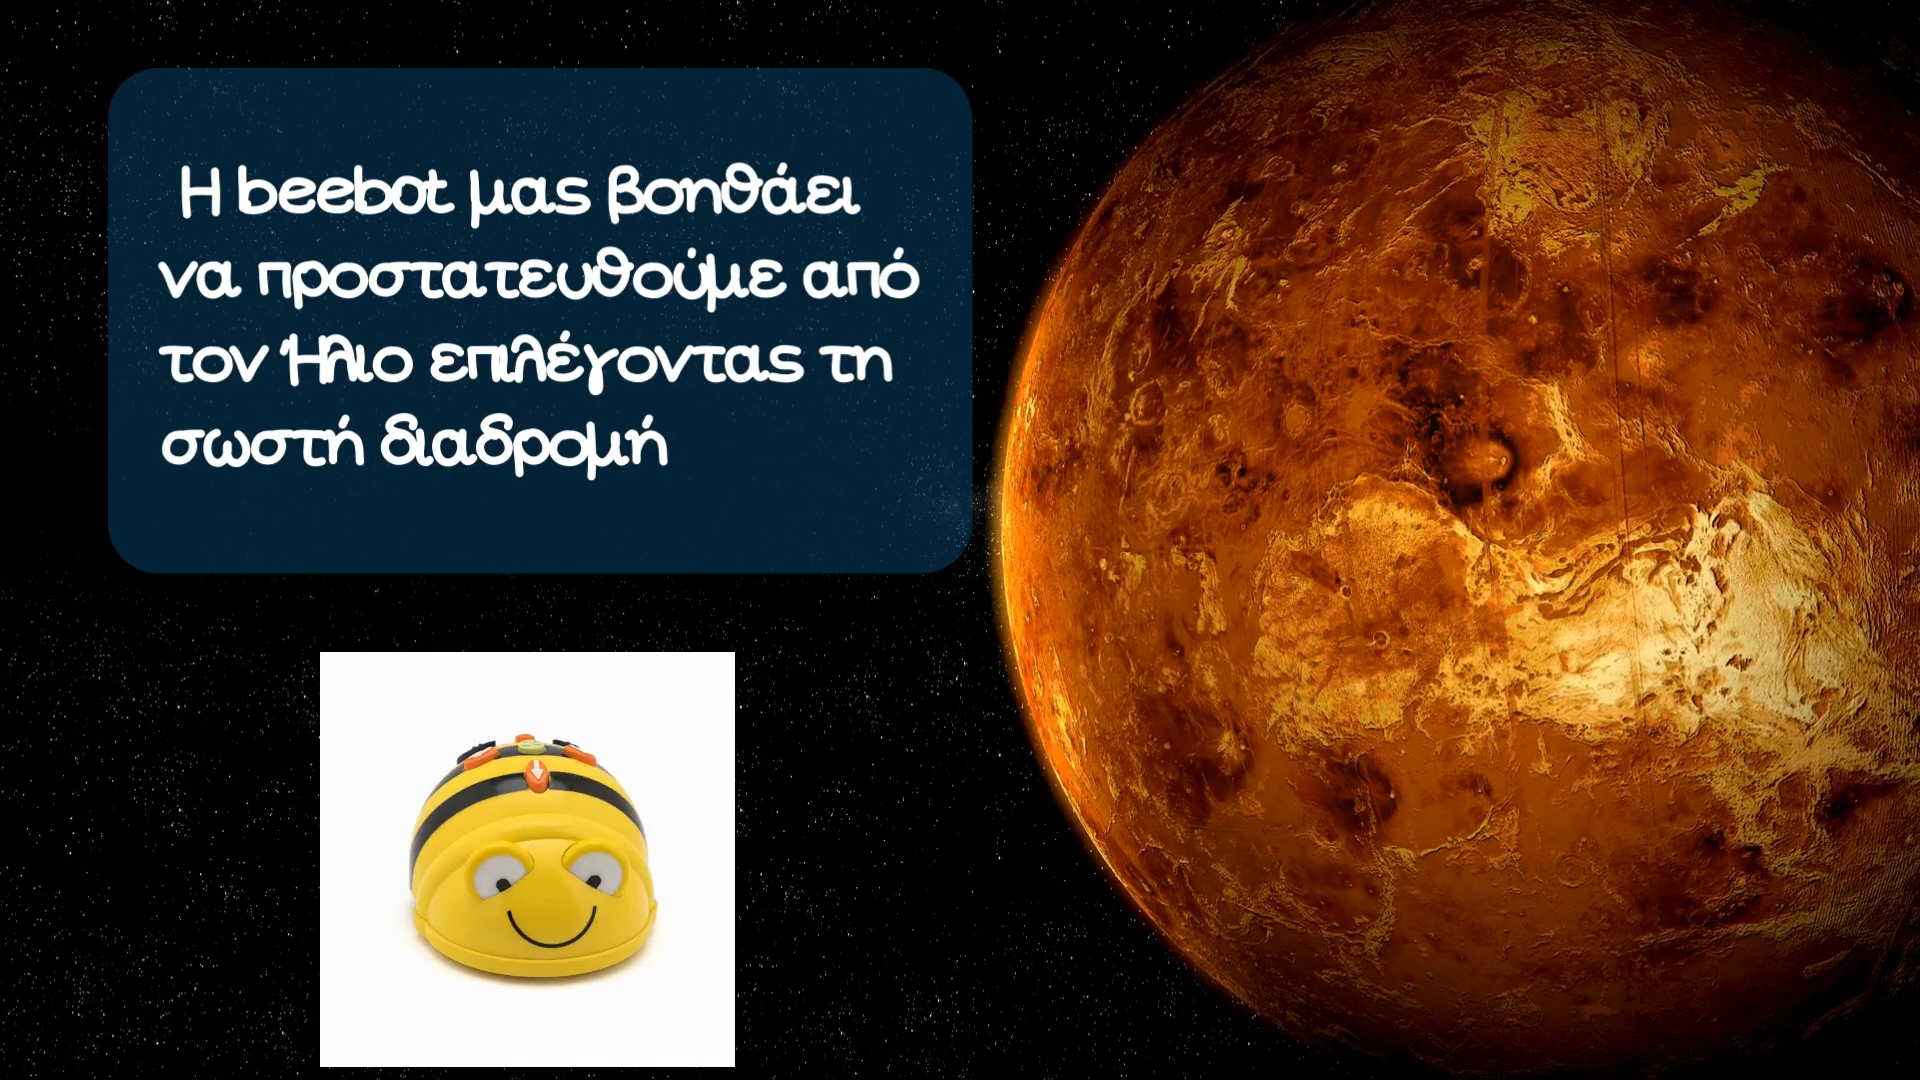 Η beebot μας βοηθάει
να προστατευθούμε από
τον Ήλιο επιλέγοντας τη
σωστή διαδρομή